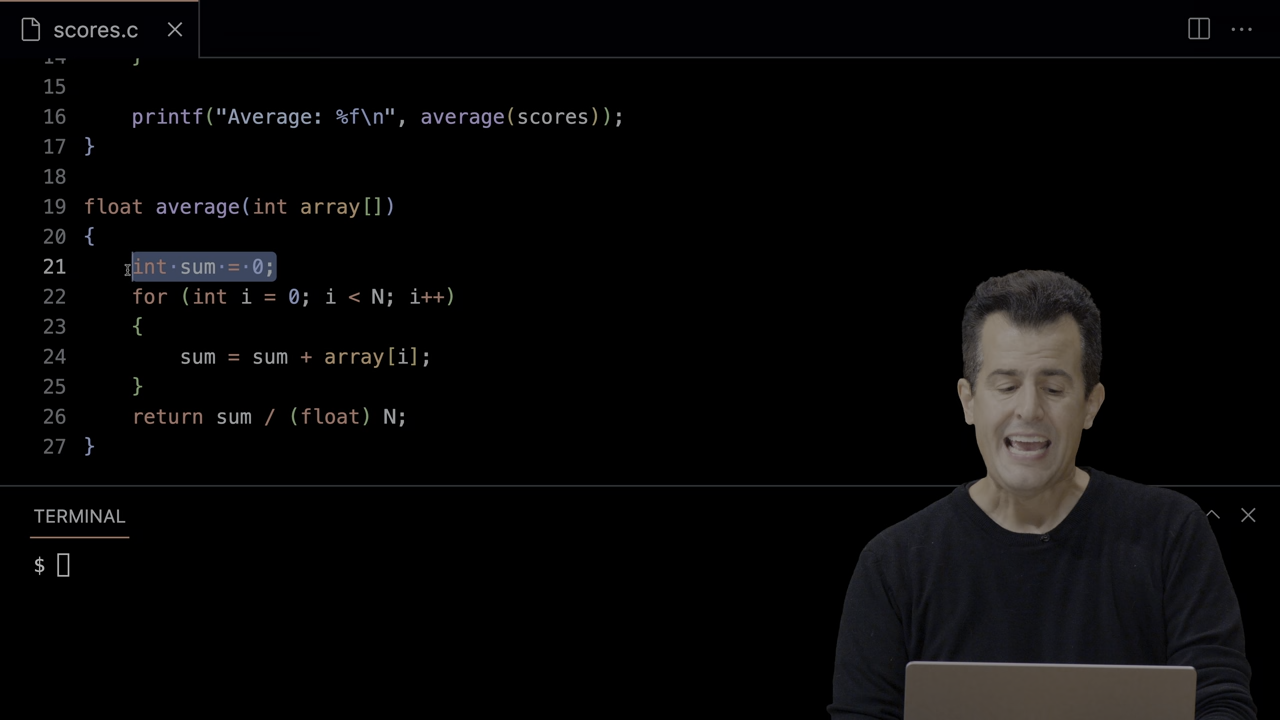 scores.c
14 }
15
16 printf("Average: %f\n", average(scores));
17 }
18
19 float average(int array[])
20 {
21 int sum = 0;
22 for (int i = 0; i < N; i++)
23 {
24 sum = sum + array[i];
25 }
26 return sum / (float) N;
27 }
TERMINAL
$